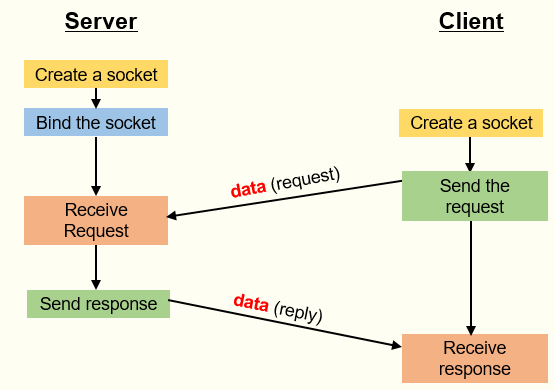 Server
Client
Create a socket
Bind the socket
Create a socket
data (request)
Send the
request
Receive
Request
Send response
data (reply)
Receive
response